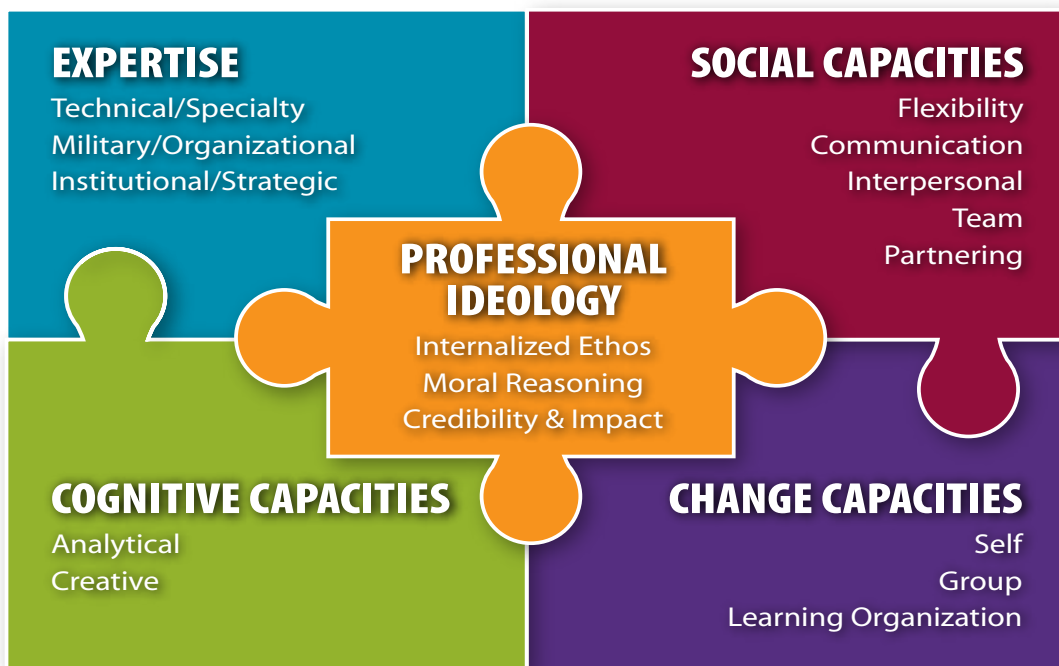 EXPERTISE
Technical/Specialty
Military/Organizational
Institutional/Strategic
SOCIAL CAPACITIES
Flexibility
Communication
Interpersonal
Team
Partnering
PROFESSIONAL
IDEOLOGY
Internalized Ethos
Moral Reasoning
Credibility & Impact
COGNITIVE CAPACITIES
Analytical
Creative
CHANGE CAPACITIES
Self
Group
Learning Organization